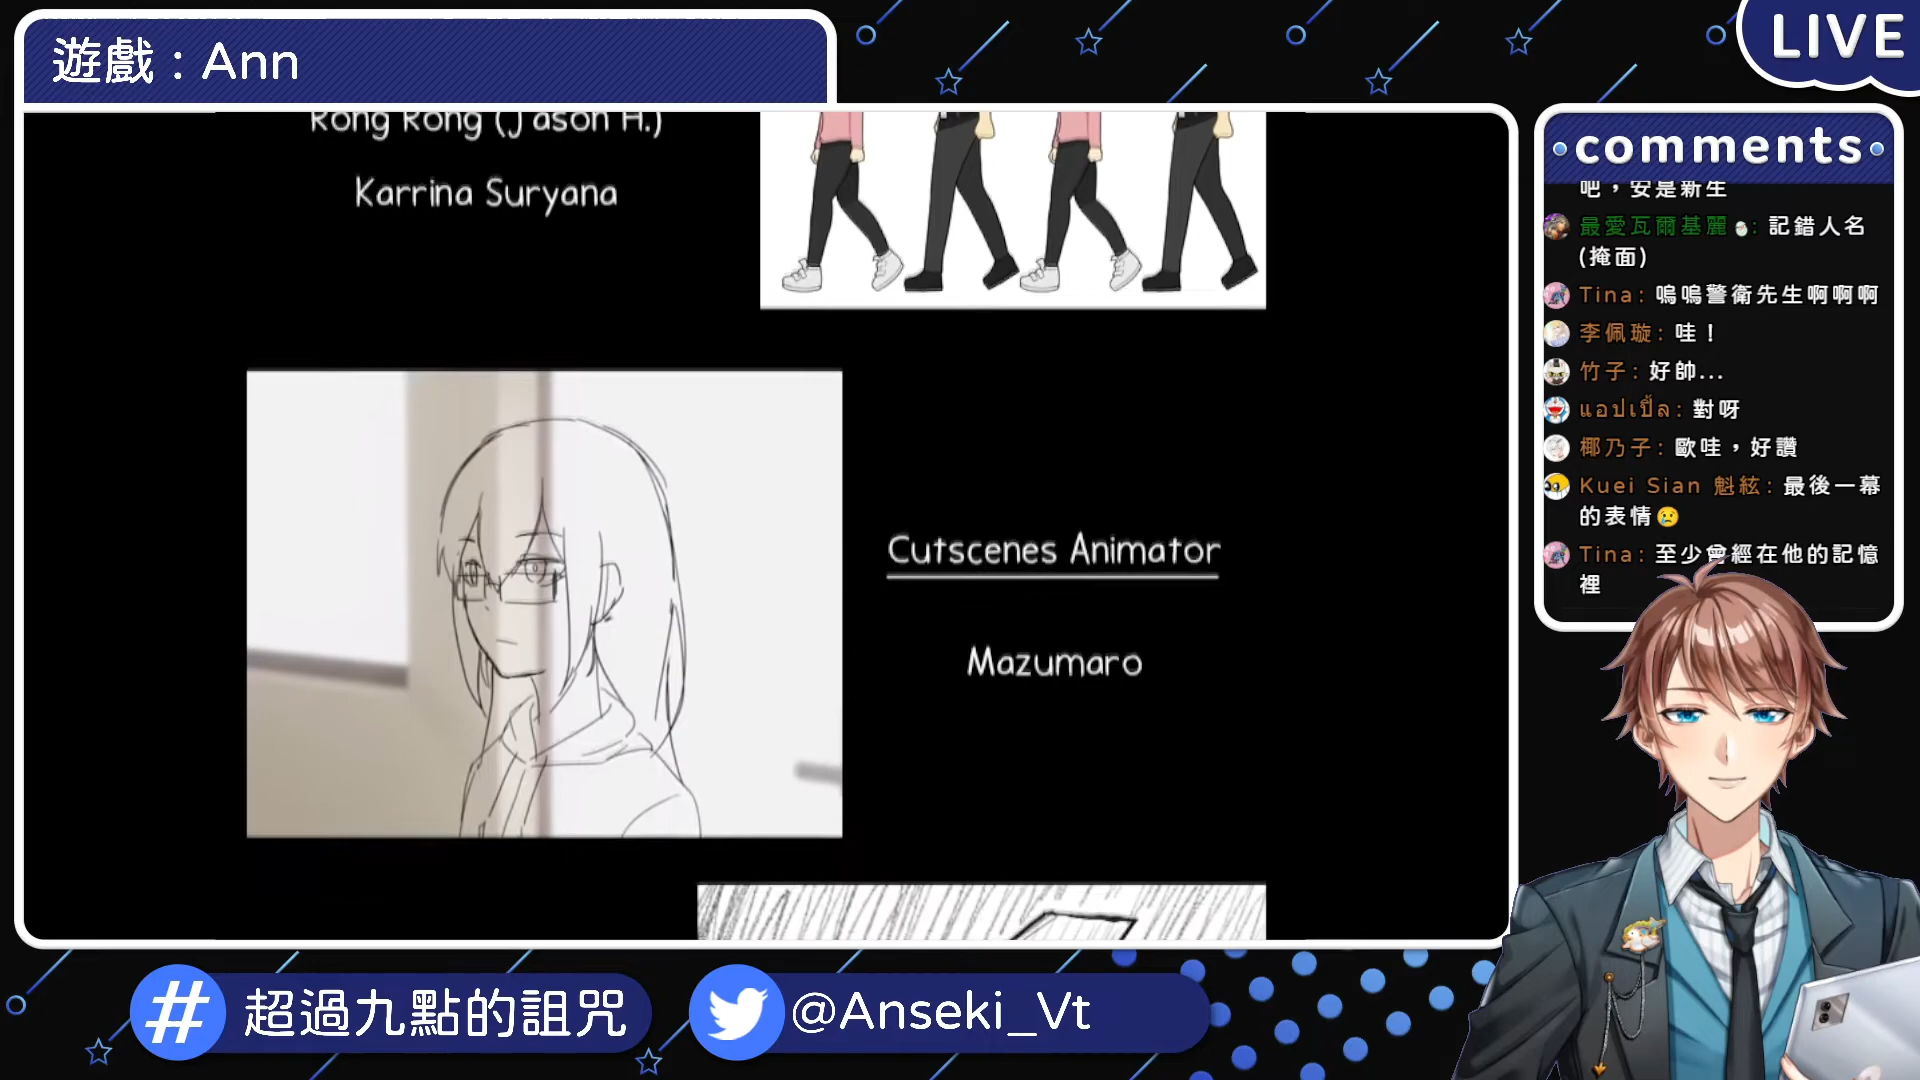 遊戲：Ann
LIVE
Rong Rong (Jason H.)
Karrina Suryana
Cutscenes Animator
Mazumaro
comments
吧，安是新生
最愛瓦爾基麗: 記錯人名
(掩面)
Tina: 嗚嗚警衛先生啊啊啊
李佩璇: 哇！
竹子: 好帥...
แอปเปิ้ล: 對呀
椰乃子: 歐哇，好讚
Kuei Sian 魁絃: 最後一幕
的表情😢
Tina: 至少曾經在他的記憶
裡
# 超過九點的詛咒
@Anseki_Vt